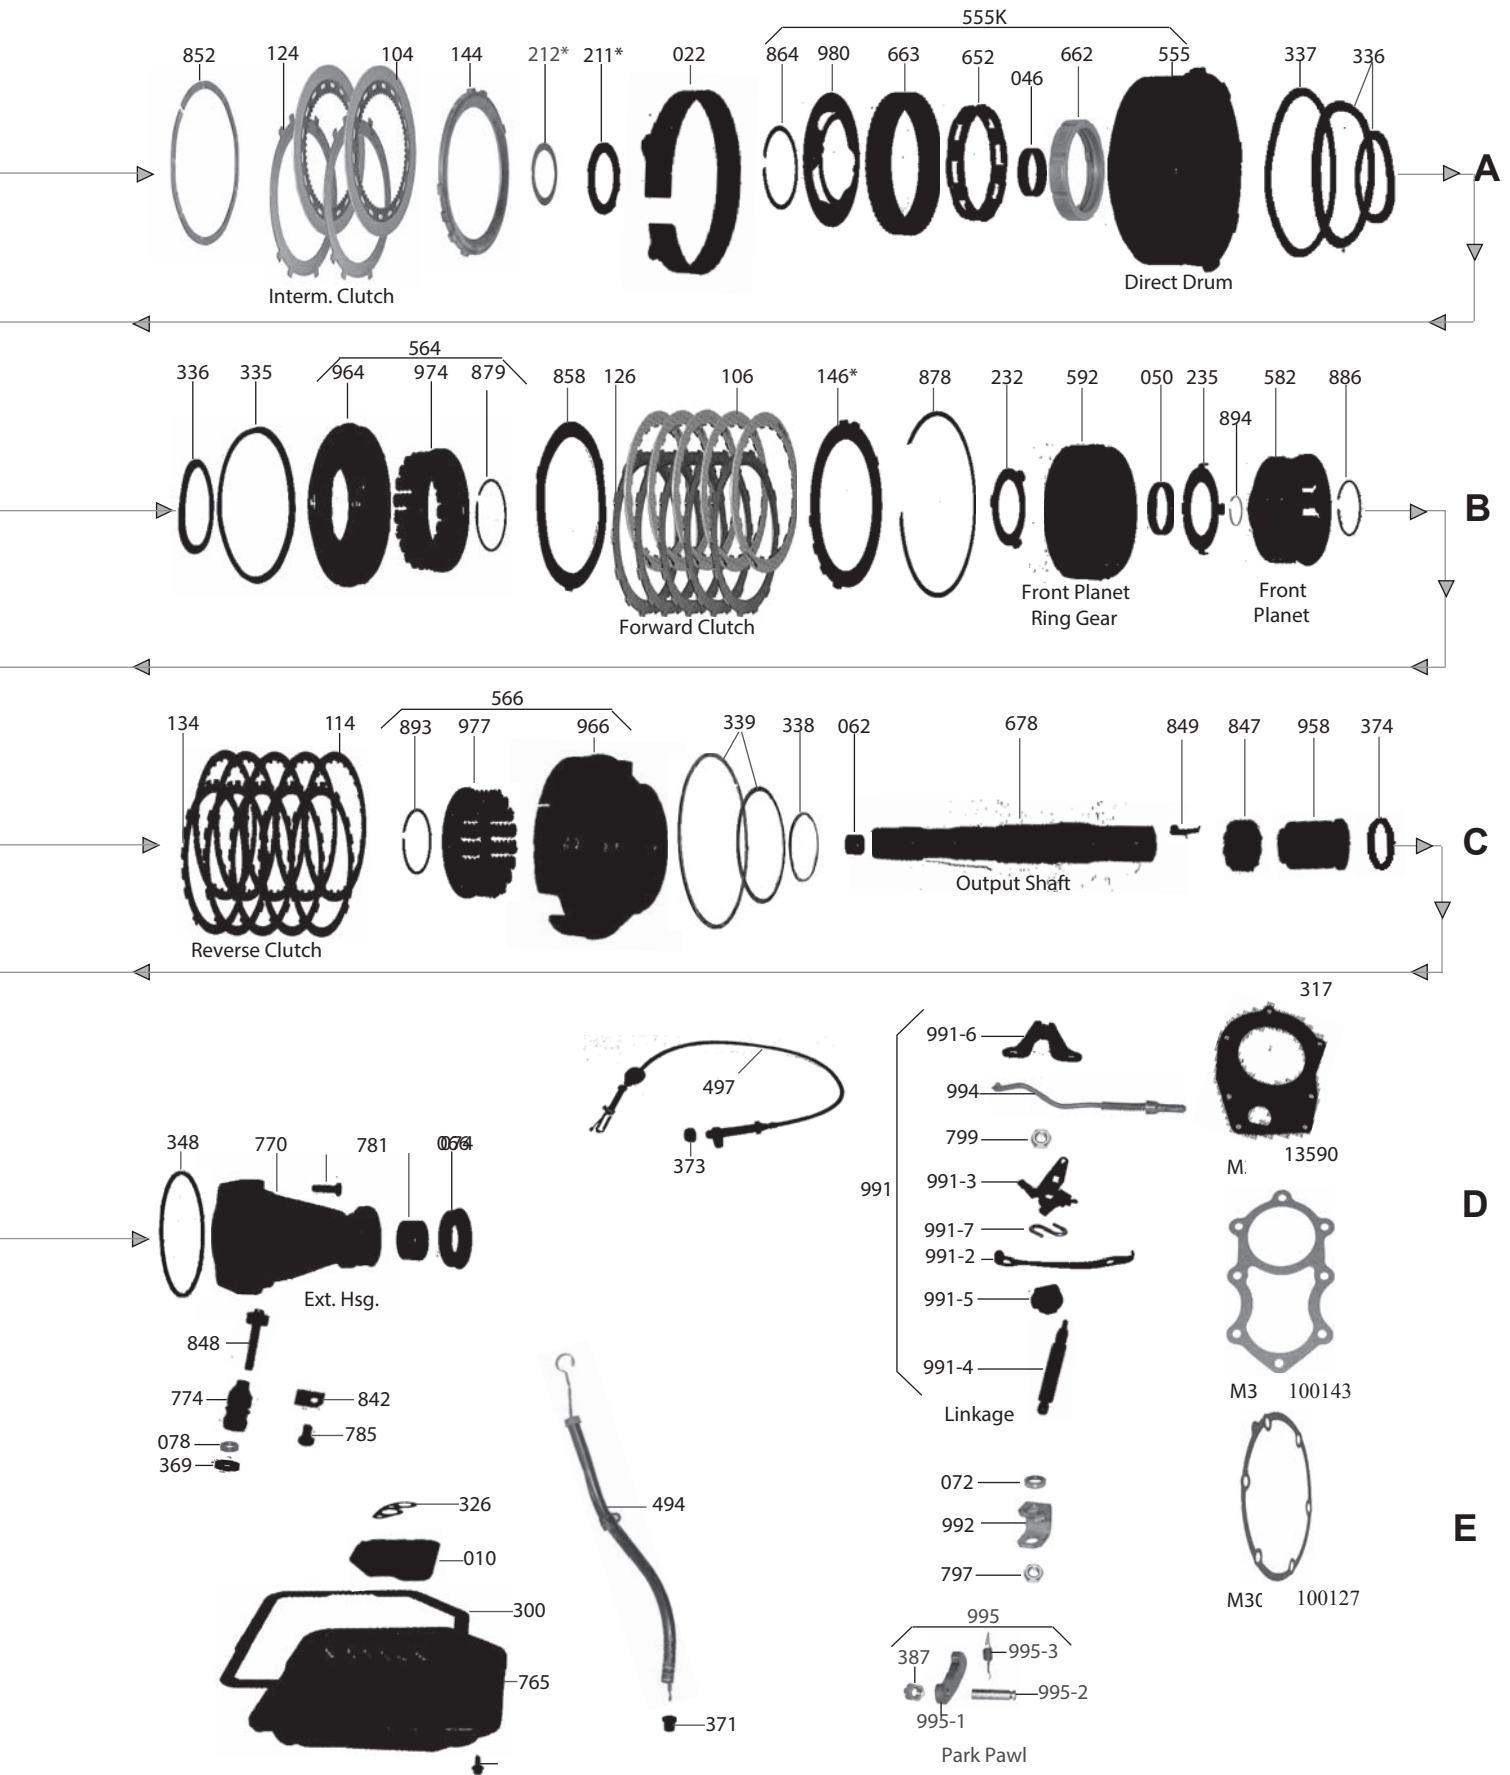 555K
852 124 104 144 212* 211* 022 864 980 663 652 046 662 555 337 336
A
Interm. Clutch
Direct Drum
564
336 335 964 974 879 858 126 106 146* 878 232 592 050 235 894 582 886
B
Forward Clutch
Front Planet
Ring Gear
Front
Planet
566
134 114 893 977 966 339 338 062 678 849 847 958 374
C
Output Shaft
Reverse Clutch
317
991-6
497
994
799
373
13590
M
348 770 781
991
991-3
991-7
991-2
991-5
991-4
Linkage
D
Ext. Hsg.
848
774
842
785
078
369
M3 100143
326
010
300
765
494
371
072
992
797
E
M30 100127
995
387
995-3
995-2
995-1
Park Pawl